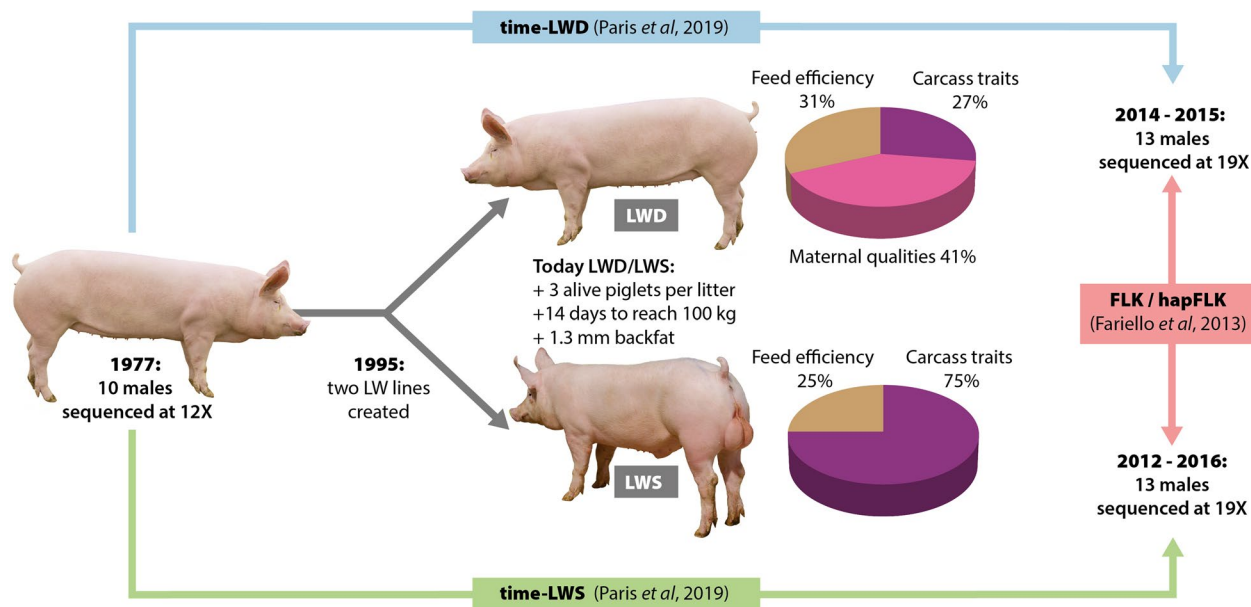 time-LWD (Paris et al, 2019)
Feed efficiency
31%
Carcass traits
27%
2014 - 2015:
13 males
sequenced at 19X
LWD
Maternal qualities 41%
Today LWD/LWS:
+ 3 alive piglets per litter
+14 days to reach 100 kg
+ 1.3 mm backfat
FLK / hapFLK
(Fariello et al, 2013)
1977:
10 males
sequenced at 12X
1995:
two LW lines
created
Feed efficiency
25%
Carcass traits
75%
LWS
2012 - 2016:
13 males
sequenced at 19X
time-LWS (Paris et al, 2019)